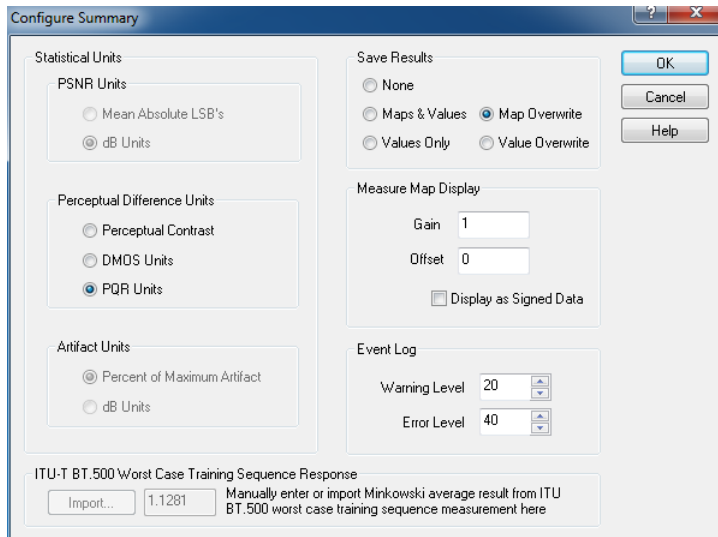 Configure Summary
? X
Statistical Units
PSNR Units
Mean Absolute LSB's
dB Units
Perceptual Difference Units
Perceptual Contrast
DMOS Units
PQR Units
Artifact Units
Percent of Maximum Artifact
dB Units
Save Results
None
Maps & Values
Map Overwrite
Values Only
Value Overwrite
Measure Map Display
Gain 1
Offset 0
Display as Signed Data
Event Log
Warning Level 20
Error Level 40
OK
Cancel
Help
ITU-T BT.500 Worst Case Training Sequence Response
Import... 1.1281
Manually enter or import Minkowski average result from ITU
BT.500 worst case training sequence measurement here